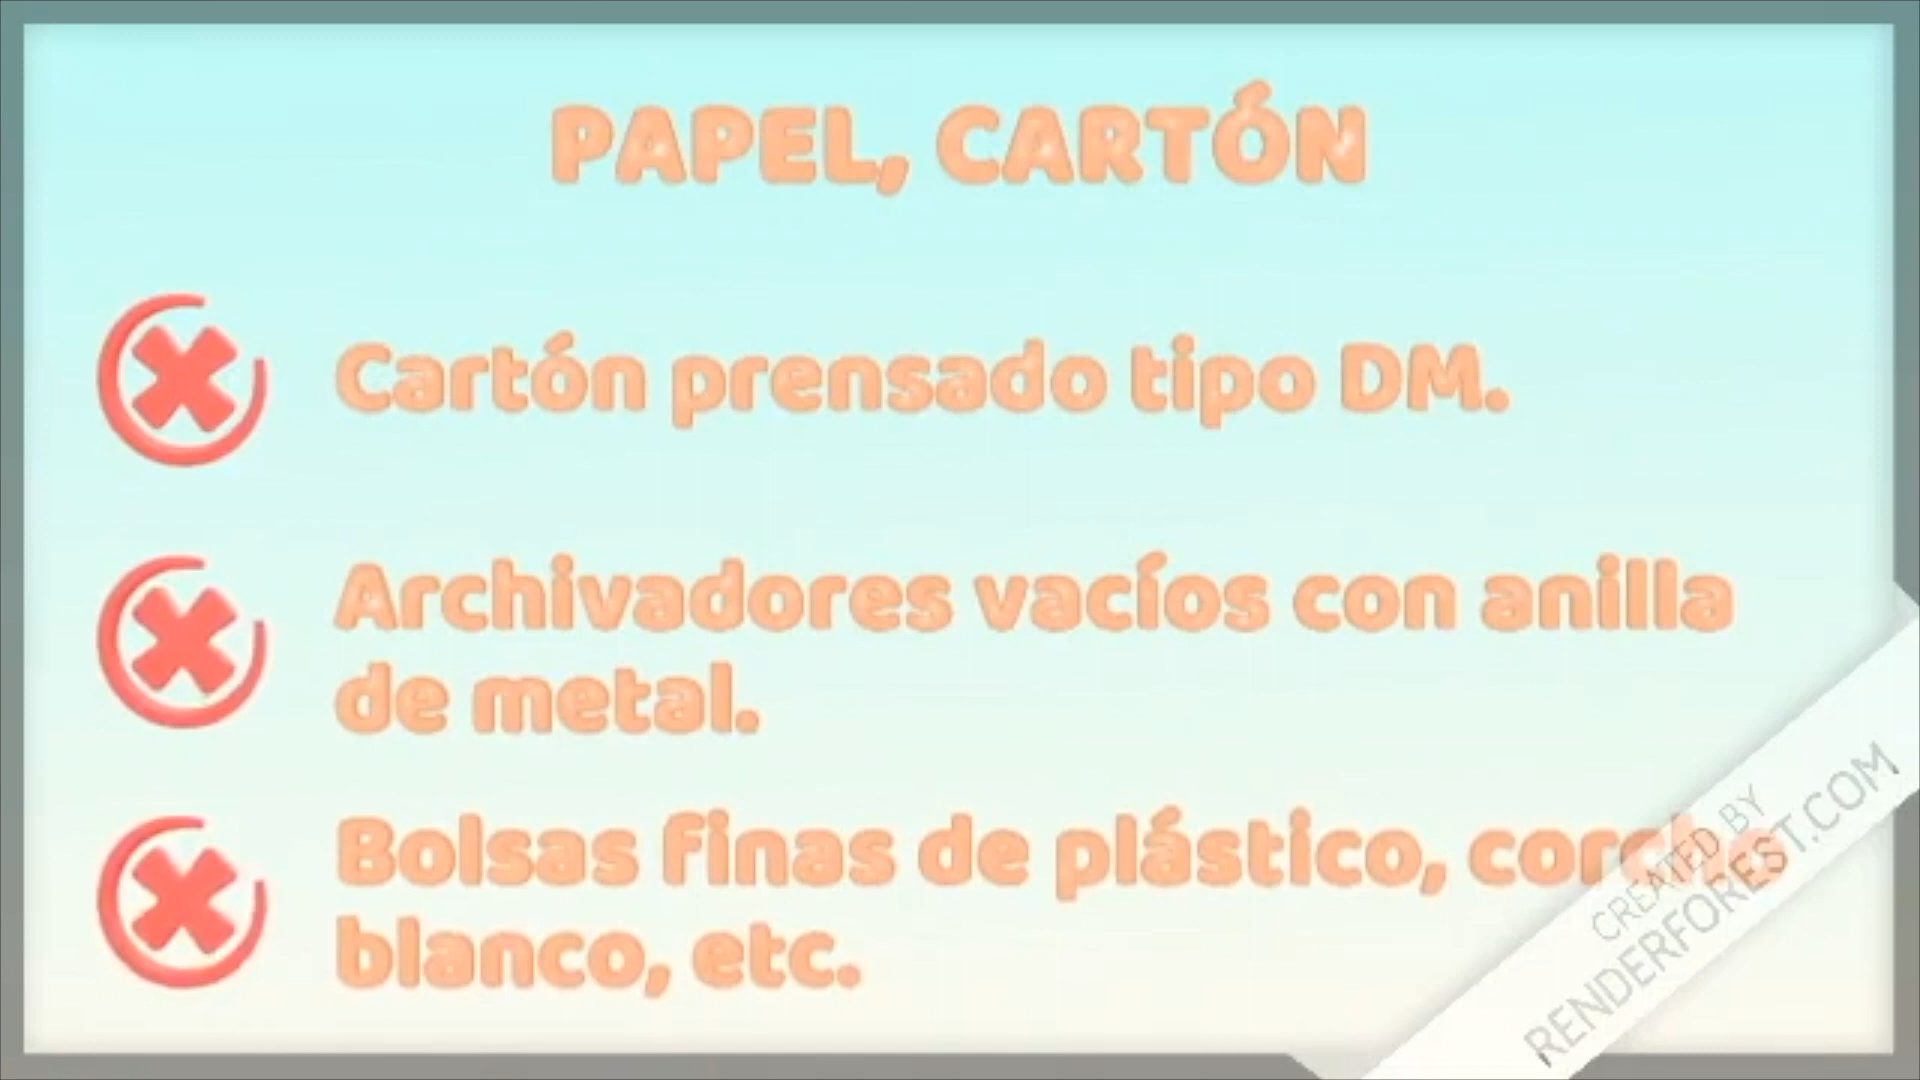 PAPEL, CARTÓN
Cartón prensado tipo DM.
Archivadores vacíos con anilla
de metal.
Bolsas finas de plástico,
blanco, etc.
CREATED BY
RENDERFOREST.COM